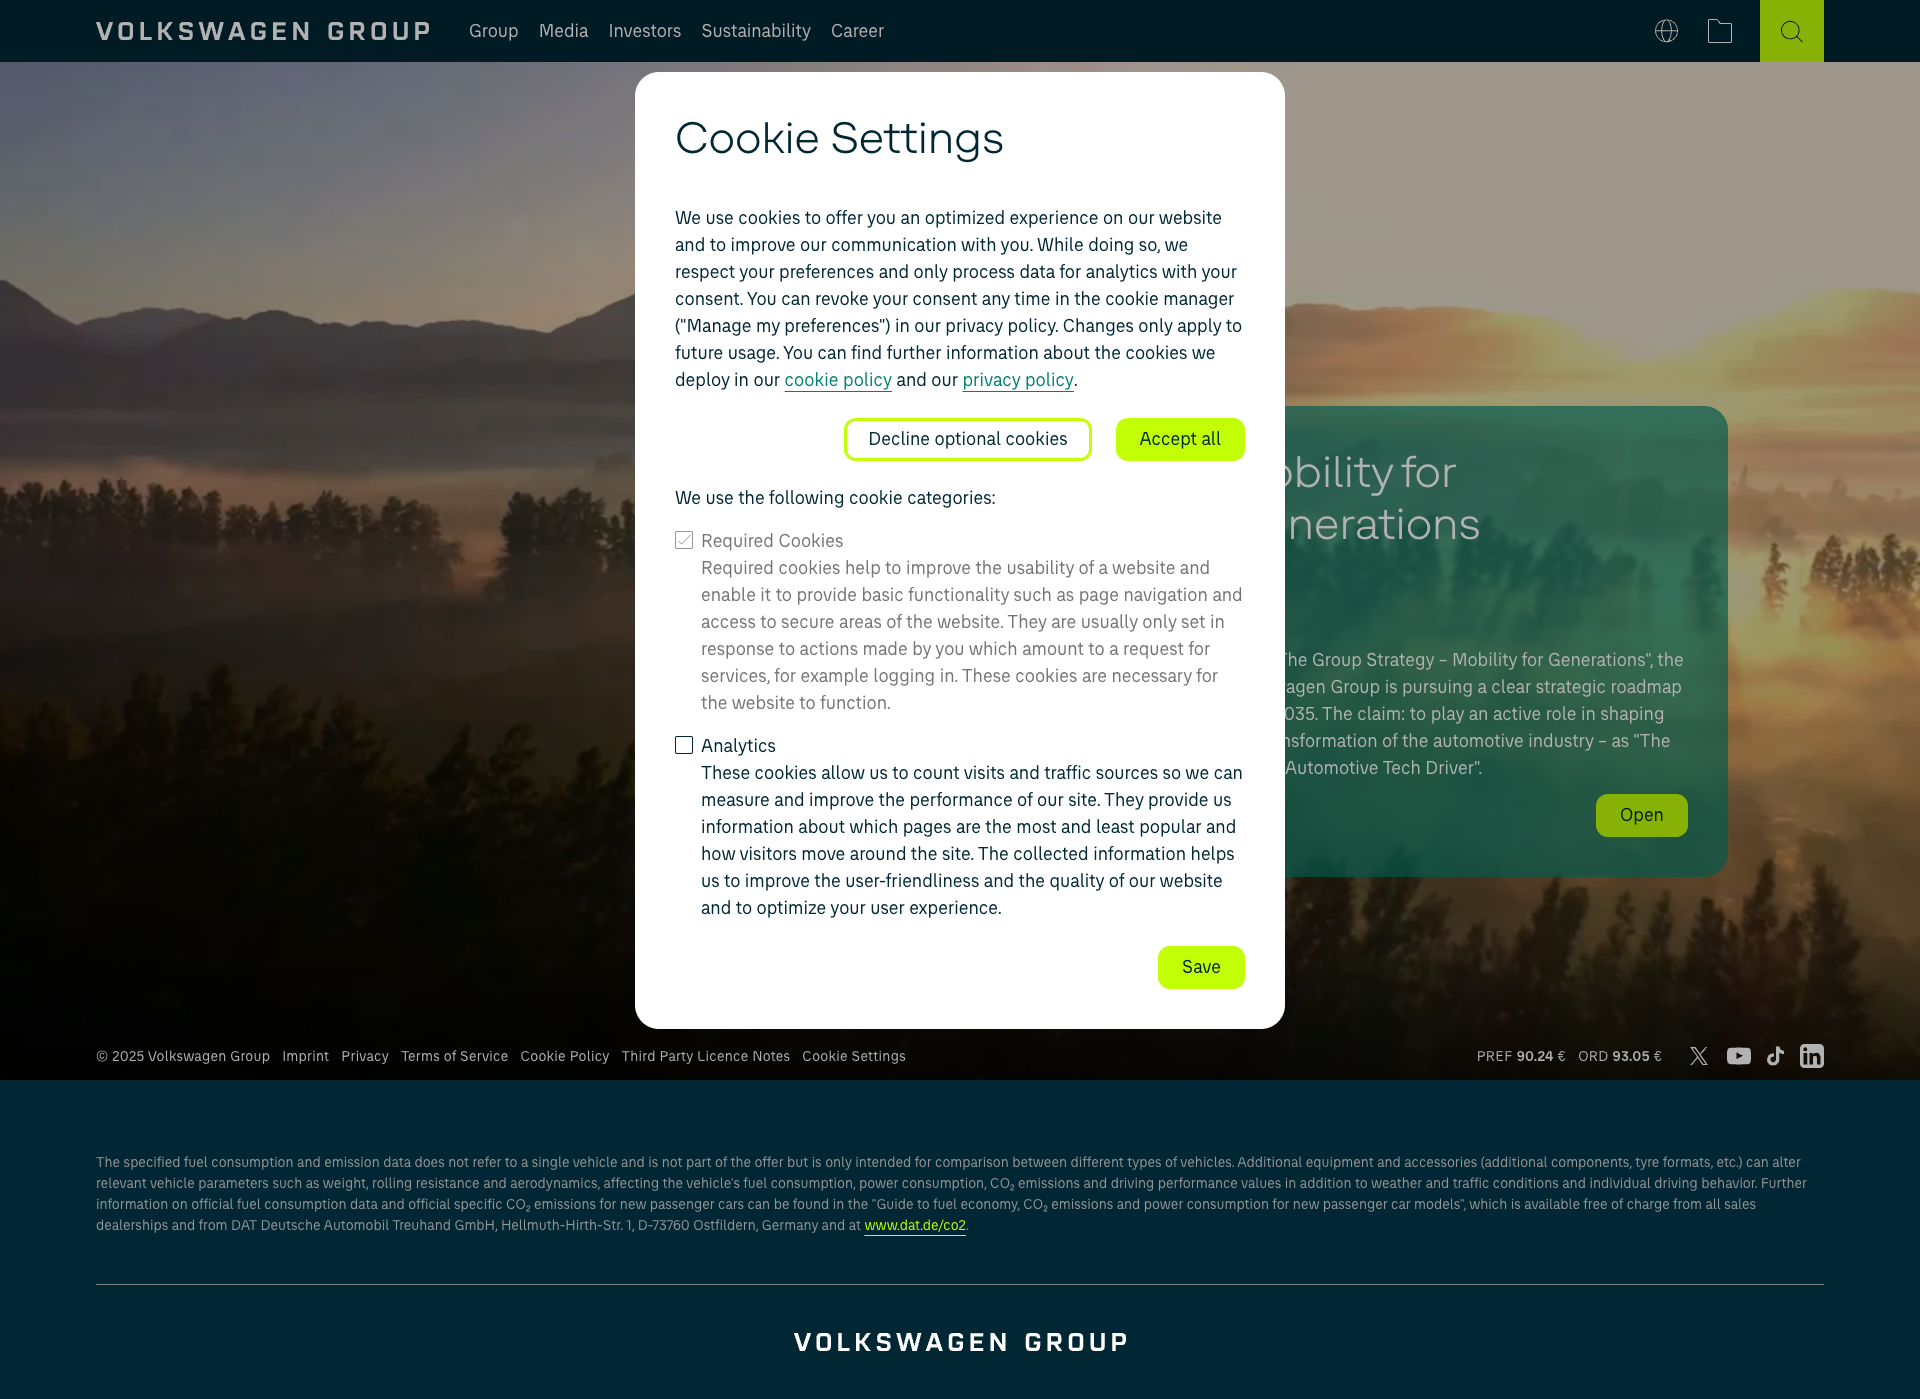 VOLKSWAGEN GROUP
Group Media Investors Sustainability Career
Cookie Settings
We use cookies to offer you an optimized experience on our website
and to improve our communication with you. While doing so, we
respect your preferences and only process data for analytics with your
consent. You can revoke your consent any time in the cookie manager
("Manage my preferences") in our privacy policy. Changes only apply to
future usage. You can find further information about the cookies we
deploy in our cookie policy and our privacy policy.
Decline optional cookies
Accept all
We use the following cookie categories:
Required Cookies
Required cookies help to improve the usability of a website and
enable it to provide basic functionality such as page navigation and
access to secure areas of the website. They are usually only set in
response to actions made by you which amount to a request for
services, for example logging in. These cookies are necessary for
the website to function.
Analytics
These cookies allow us to count visits and traffic sources so we can
measure and improve the performance of our site. They provide us
information about which pages are the most and least popular and
how visitors move around the site. The collected information helps
us to improve the user-friendliness and the quality of our website
and to optimize your user experience.
Save
obility for
nerations
The Group Strategy – Mobility for Generations", the
agen Group is pursuing a clear strategic roadmap
035. The claim: to play an active role in shaping
nsformation of the automotive industry – as "The
Automotive Tech Driver".
Open
© 2025 Volkswagen Group Imprint Privacy Terms of Service Cookie Policy Third Party Licence Notes Cookie Settings
PREF 90.24 € ORD 93.05 €
The specified fuel consumption and emission data does not refer to a single vehicle and is not part of the offer but is only intended for comparison between different types of vehicles. Additional equipment and accessories (additional components, tyre formats, etc.) can alter
relevant vehicle parameters such as weight, rolling resistance and aerodynamics, affecting the vehicle's fuel consumption, power consumption, CO₂ emissions and driving performance values in addition to weather and traffic conditions and individual driving behavior. Further
information on official fuel consumption data and official specific CO₂ emissions for new passenger cars can be found in the "Guide to fuel economy, CO₂ emissions and power consumption for new passenger car models", which is available free of charge from all sales
dealerships and from DAT Deutsche Automobil Treuhand GmbH, Hellmuth-Hirth-Str. 1, D-73760 Ostfildern, Germany and at www.dat.de/co2.
VOLKSWAGEN GROUP